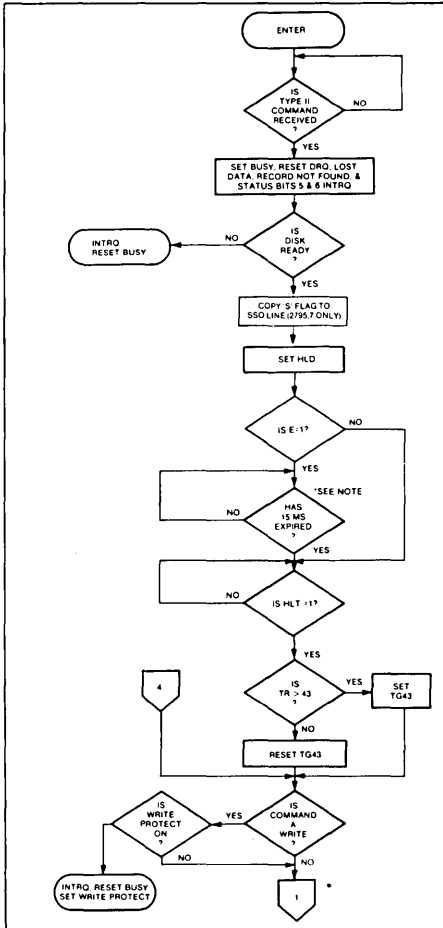 ENTER
IS
TYPE II
COMMAND
RECEIVED
?
NO
YES
SET BUSY, RESET DRQ, LOST
DATA, RECORD NOT FOUND, &
STATUS BITS 5 & 6 INTRQ
IS
DISK
READY
?
NO
INTRQ
RESET BUSY
YES
COPY 'S' FLAG TO
SSO LINE (2795,7 ONLY)
SET HLD
IS E=1?
NO
YES
*SEE NOTE
HAS
15 MS
EXPIRED
?
NO
YES
IS HLT =1?
NO
YES
4
IS
TR > 43
?
YES
SET
TG43
NO
RESET TG43
IS
COMMAND
A
WRITE
?
YES
IS
WRITE
PROTECT
ON
?
NO
NO
INTRQ, RESET BUSY
SET WRITE PROTECT
1